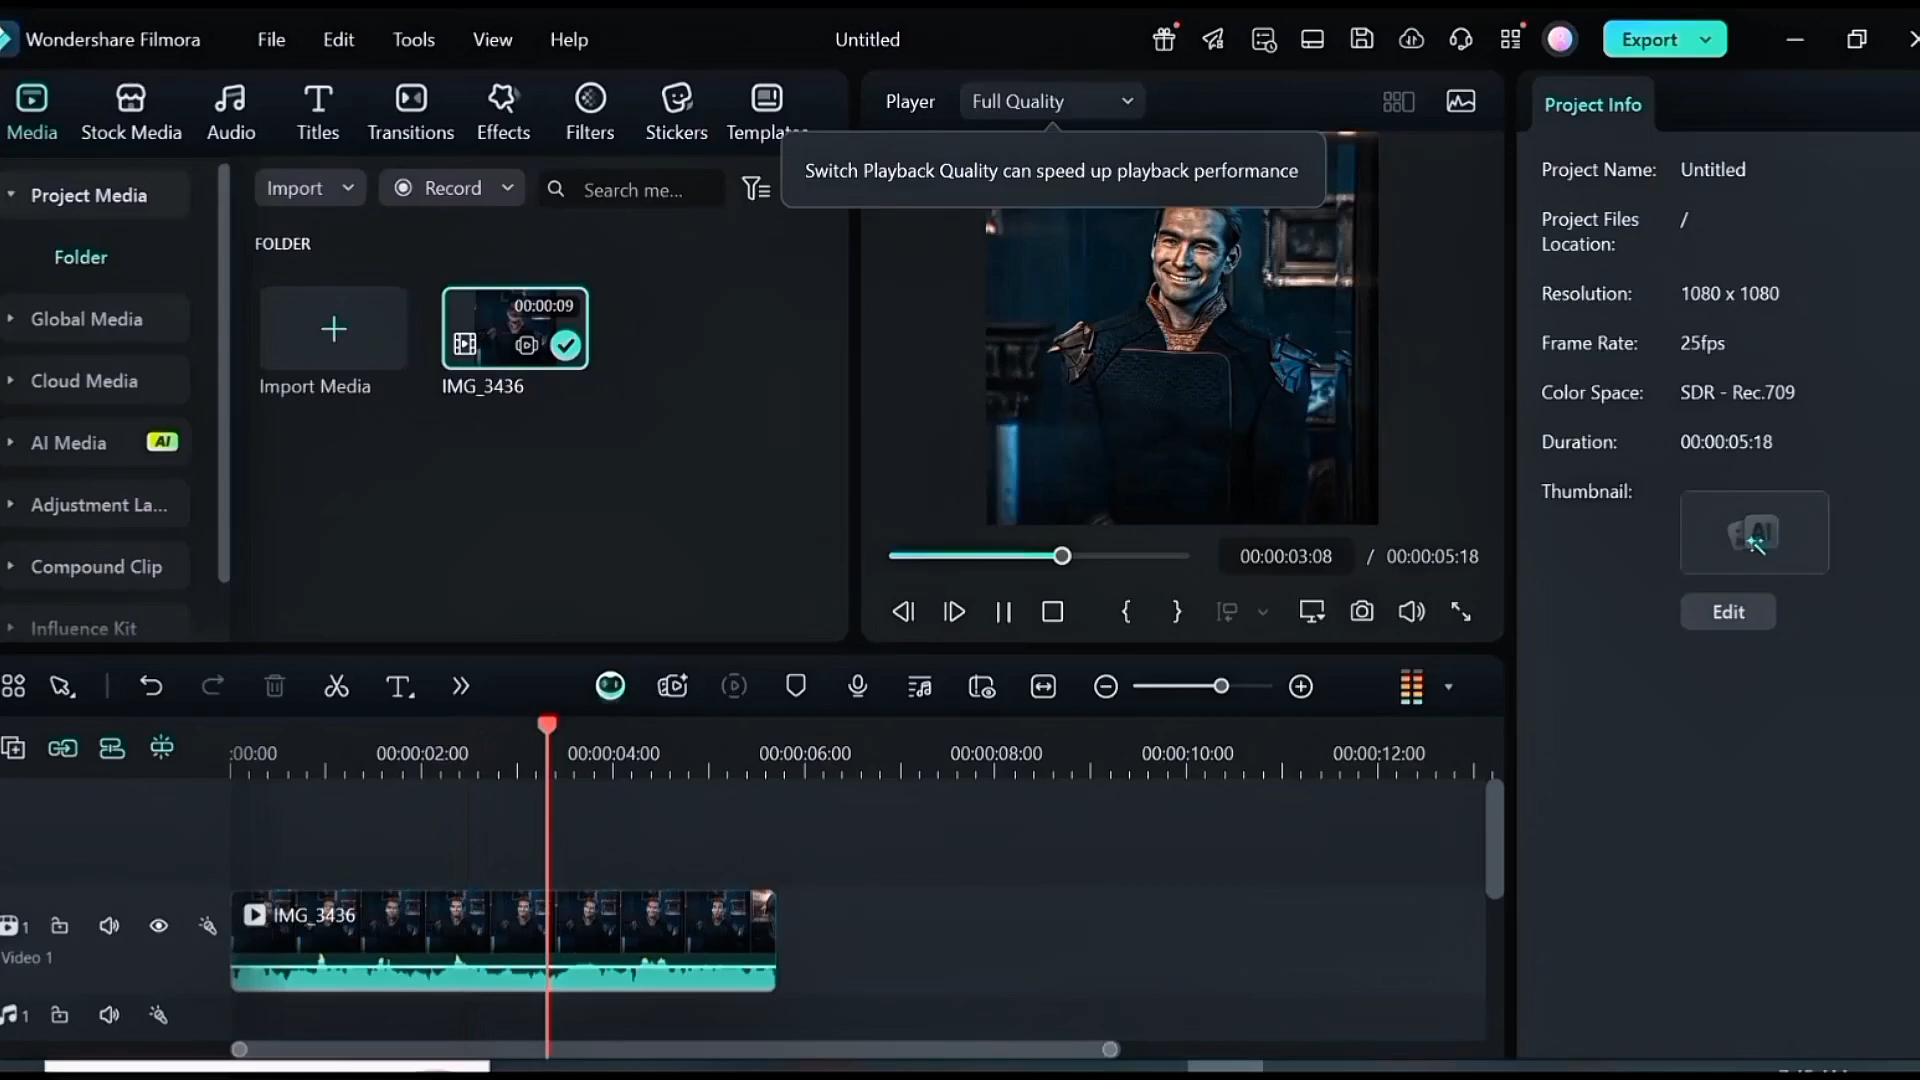 Wondershare Filmora
File
Edit
Tools
View
Help
Untitled
Export
Media
Stock Media
Audio
Titles
Transitions
Effects
Filters
Stickers
Player
Full Quality
Project Info
Switch Playback Quality can speed up playback performance
Project Media
Folder
Global Media
Cloud Media
AI Media
AI
Adjustment La...
Compound Clip
Influence Kit
Import
Record
Search me...
FOLDER
Import Media
00:00:09
IMG_3436
00:00:03:08 / 00:00:05:18
Project Name: Untitled
Project Files Location: /
Resolution: 1080 x 1080
Frame Rate: 25fps
Color Space: SDR - Rec.709
Duration: 00:00:05:18
Thumbnail:
AI
Edit
:00:00
00:00:02:00
00:00:04:00
00:00:06:00
00:00:08:00
00:00:10:00
00:00:12:00
IMG_3436
1
Video 1
1